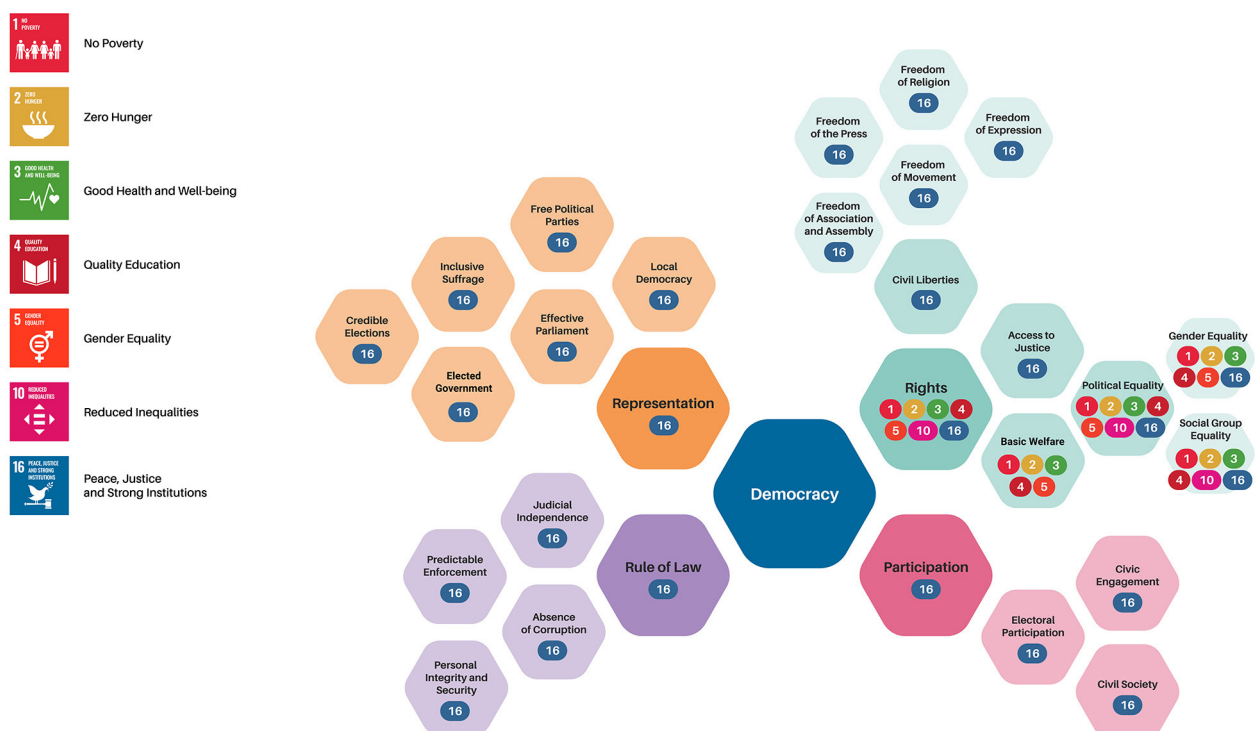 1 NO
POVERTY
No Poverty
2 ZERO
HUNGER
Zero Hunger
3 GOOD HEALTH
AND WELL-BEING
Good Health and Well-being
4 QUALITY
EDUCATION
Quality Education
5 GENDER
EQUALITY
Gender Equality
10 REDUCED
INEQUALITIES
Reduced Inequalities
16 PEACE, JUSTICE
AND STRONG
INSTITUTIONS
Peace, Justice
and Strong Institutions
Free Political
Parties
16
Inclusive
Suffrage
16
Local
Democracy
16
Credible
Elections
16
Effective
Parliament
16
Elected
Government
16
Representation
16
Freedom
of Religion
16
Freedom
of the Press
16
Freedom
of Expression
16
Freedom
of Movement
16
Freedom
of Association
and Assembly
16
Civil Liberties
16
Access to
Justice
16
Rights
1 2 3 4
5 10 16
Basic Welfare
1 2 3
4 5
Political Equality
1 2 3 4
5 10 16
Gender Equality
1 2 3
4 5 16
Social Group
Equality
1 2 3
4 10 16
Democracy
Judicial
Independence
16
Predictable
Enforcement
16
Rule of Law
16
Absence
of Corruption
16
Personal
Integrity and
Security
16
Participation
16
Civic
Engagement
16
Electoral
Participation
16
Civil Society
16